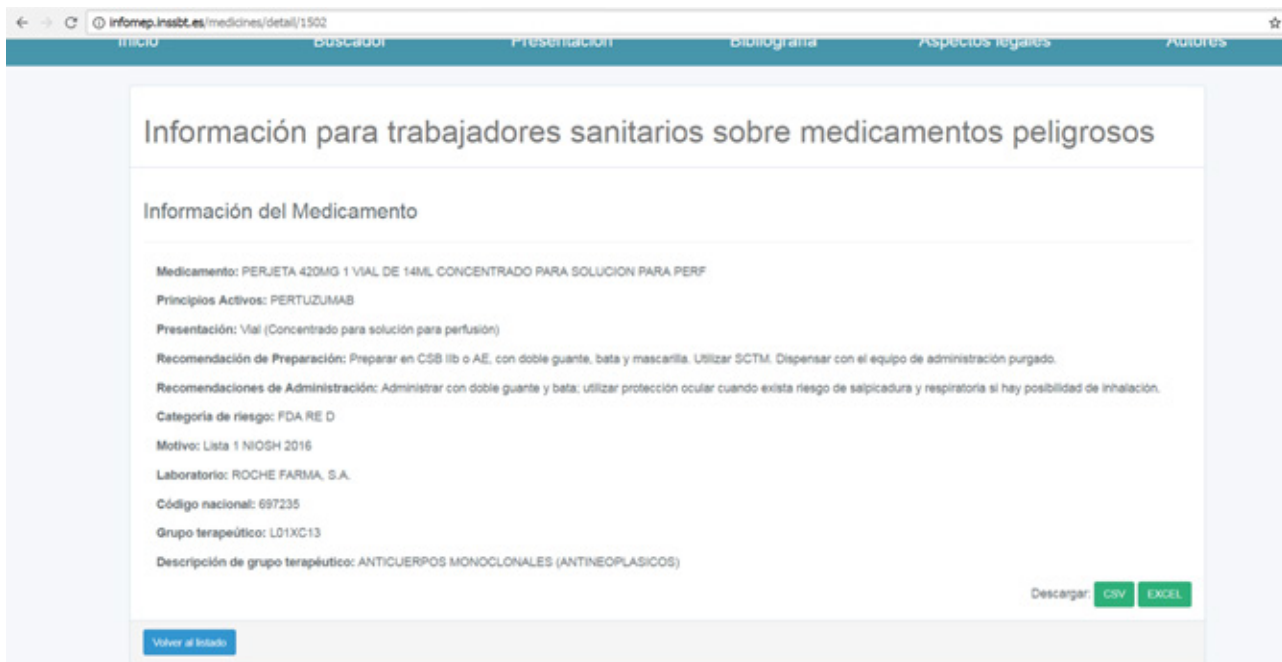 infomep.inssbt.es/medicines/detail/1502
Inicio Buscador Presentación Bibliografía Aspectos legales Autores
Información para trabajadores sanitarios sobre medicamentos peligrosos
Información del Medicamento
Medicamento: PERJETA 420MG 1 VIAL DE 14ML CONCENTRADO PARA SOLUCION PARA PERF
Principios Activos: PERTUZUMAB
Presentación: Vial (Concentrado para solución para perfusión)
Recomendación de Preparación: Preparar en CSB IIb o AE, con doble guante, bata y mascarilla. Utilizar SCTM. Dispensar con el equipo de administración purgado.
Recomendaciones de Administración: Administrar con doble guante y bata; utilizar protección ocular cuando exista riesgo de salpicadura y respiratoria si hay posibilidad de inhalación.
Categoría de riesgo: FDA RE D
Motivo: Lista 1 NIOSH 2016
Laboratorio: ROCHE FARMA, S.A.
Código nacional: 697235
Grupo terapeútico: L01XC13
Descripción de grupo terapéutico: ANTICUERPOS MONOCLONALES (ANTINEOPLASICOS)
Descargar: CSV EXCEL
Volver al listado